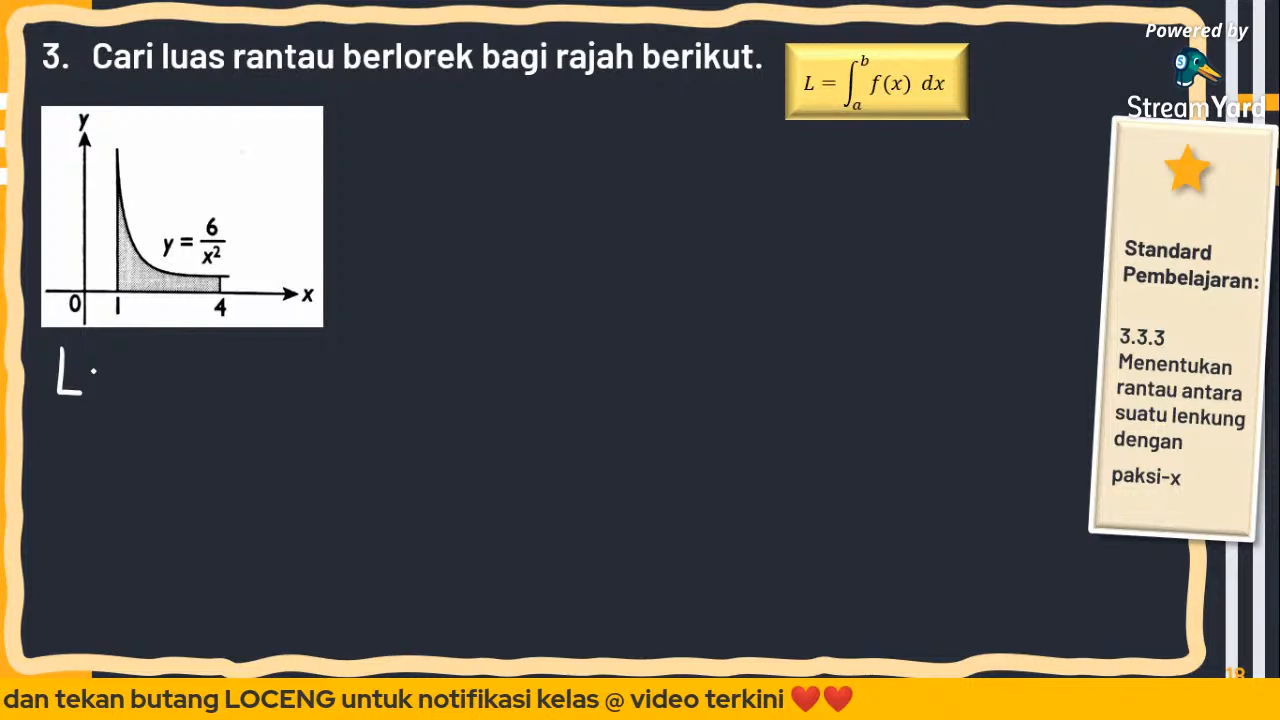 3. Cari luas rantau berlorek bagi rajah berikut.
L = ∫_a^b f(x) dx
Powered by
StreamYard
y
y = 6/x²
0 1 4 x
L
Standard
Pembelajaran:
3.3.3
Menentukan
rantau antara
suatu lenkung
dengan
paksi-x
18
dan tekan butang LOCENG untuk notifikasi kelas @ video terkini ❤️❤️